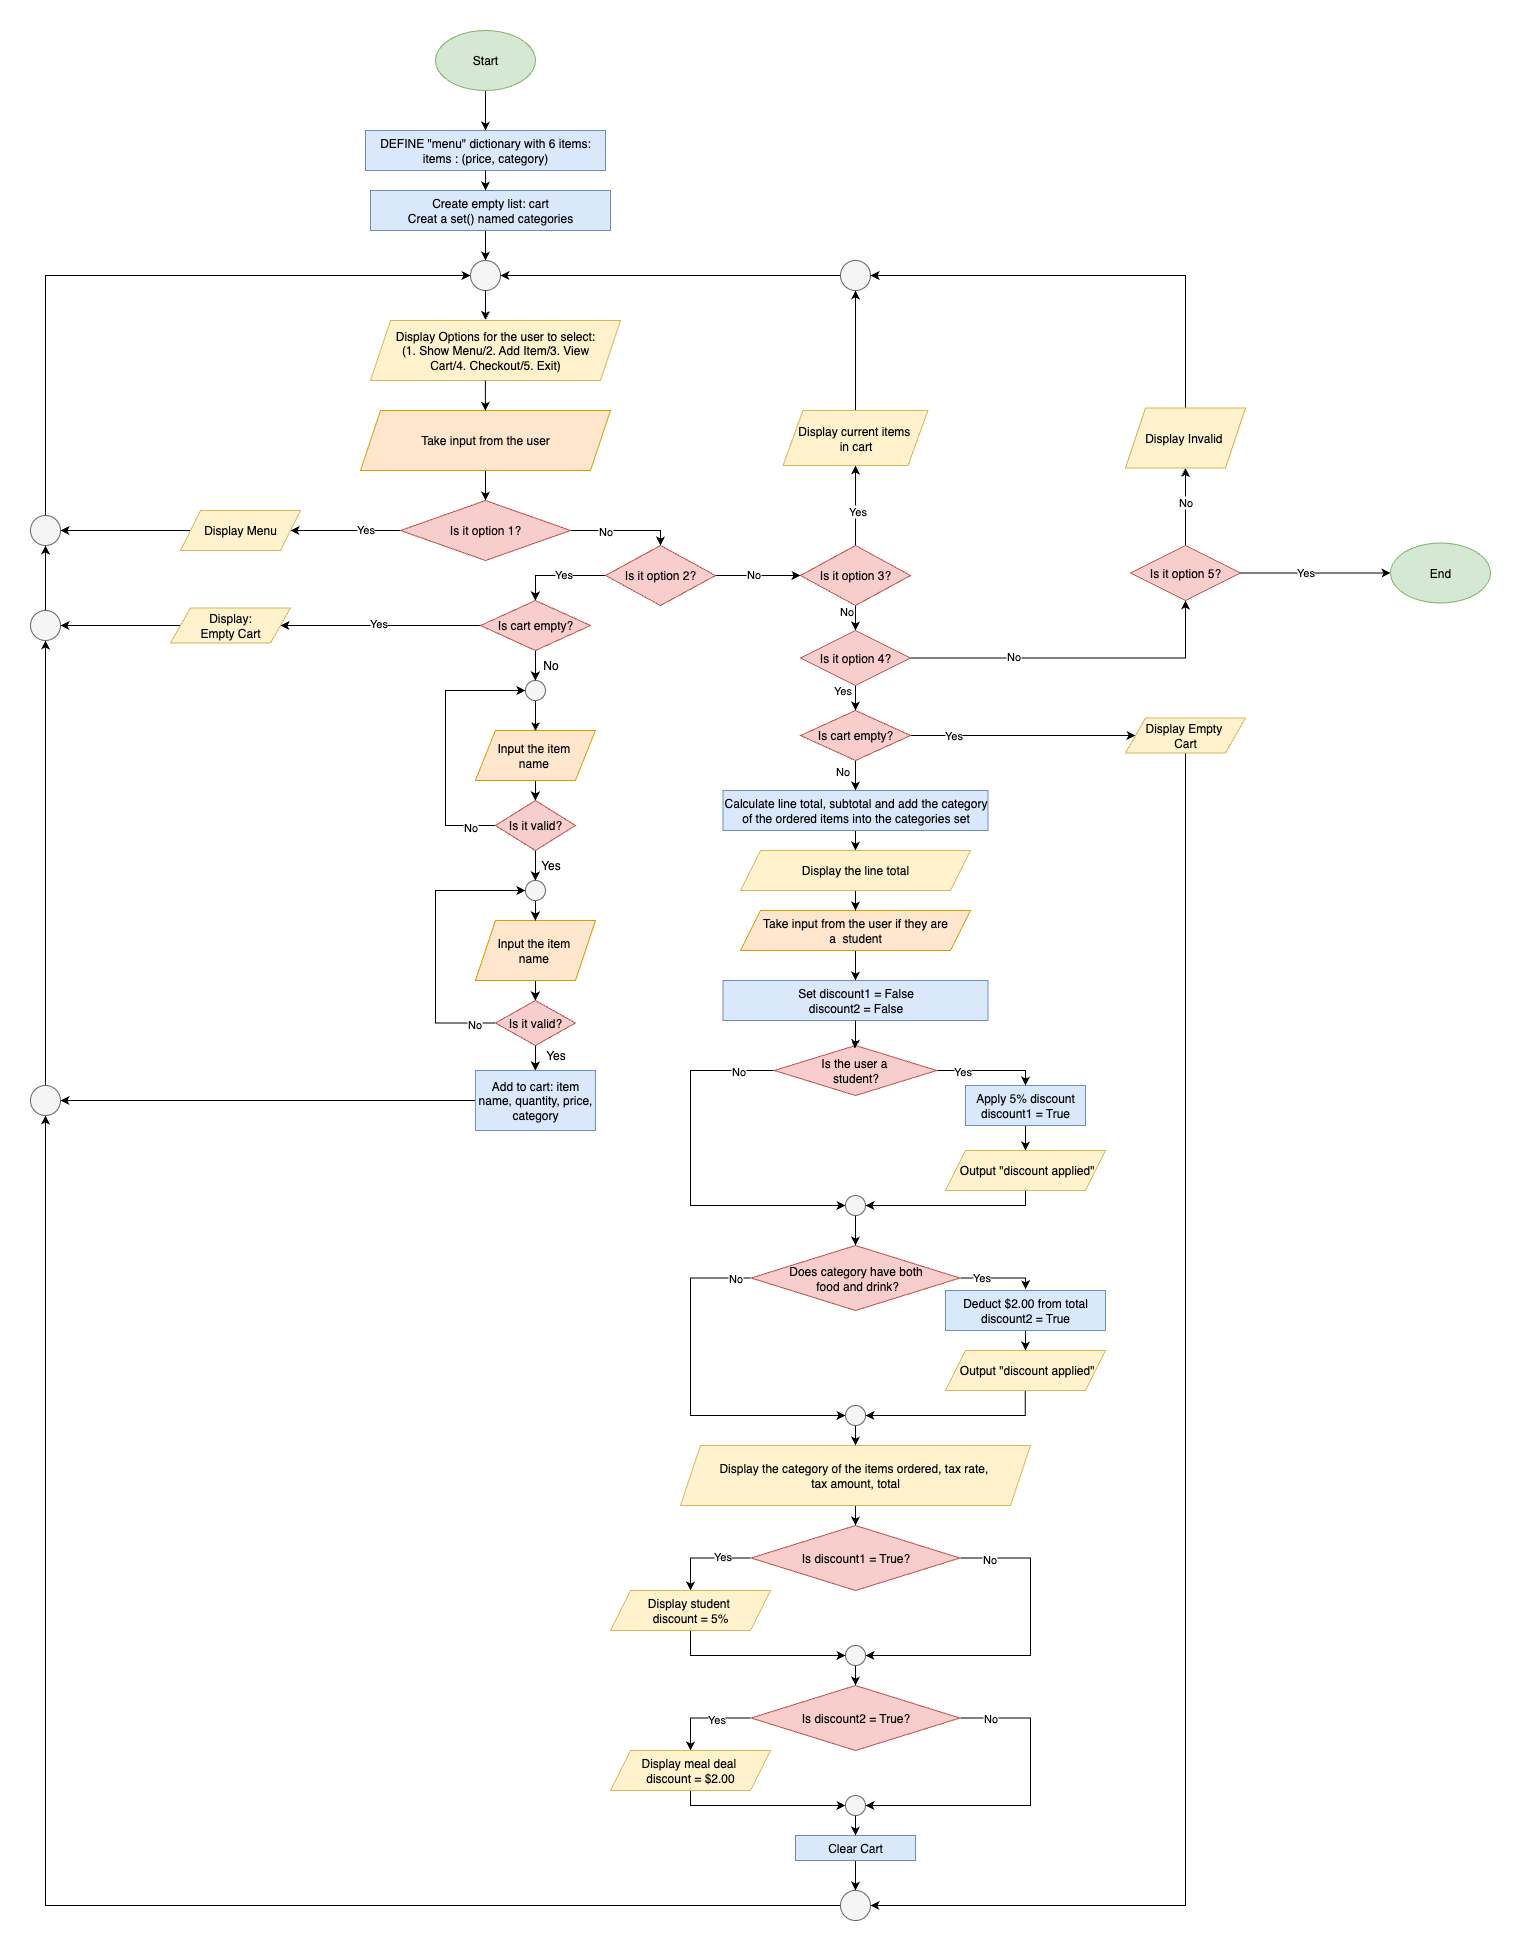 Start
DEFINE "menu" dictionary with 6 items:
items : (price, category)
Create empty list: cart
Creat a set() named categories
Display Options for the user to select:
(1. Show Menu/2. Add Item/3. View
Cart/4. Checkout/5. Exit)
Take input from the user
Is it option 1?
Yes
Display Menu
No
Is it option 2?
Yes
Is cart empty?
Yes
Display:
Empty Cart
No
Input the item
name
Is it valid?
No
Yes
Input the item
name
Is it valid?
No
Yes
Add to cart: item
name, quantity, price,
category
No
Is it option 3?
Yes
Display current items
in cart
No
Is it option 4?
No
Is it option 5?
No
Display Invalid
Yes
End
Yes
Is cart empty?
Yes
Display Empty
Cart
No
Calculate line total, subtotal and add the category
of the ordered items into the categories set
Display the line total
Take input from the user if they are
a student
Set discount1 = False
discount2 = False
Is the user a
student?
No
Yes
Apply 5% discount
discount1 = True
Output "discount applied"
Does category have both
food and drink?
No
Yes
Deduct $2.00 from total
discount2 = True
Output "discount applied"
Display the category of the items ordered, tax rate,
tax amount, total
Is discount1 = True?
Yes
No
Display student
discount = 5%
Is discount2 = True?
Yes
No
Display meal deal
discount = $2.00
Clear Cart